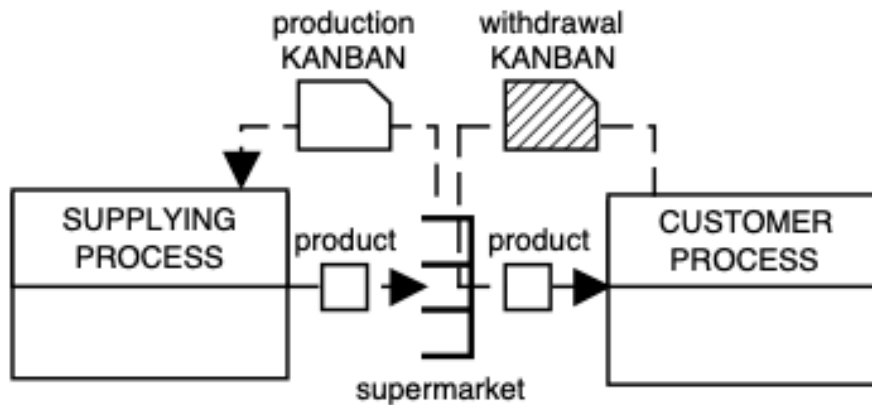 production
KANBAN
withdrawal
KANBAN
SUPPLYING
PROCESS
product
product
CUSTOMER
PROCESS
supermarket